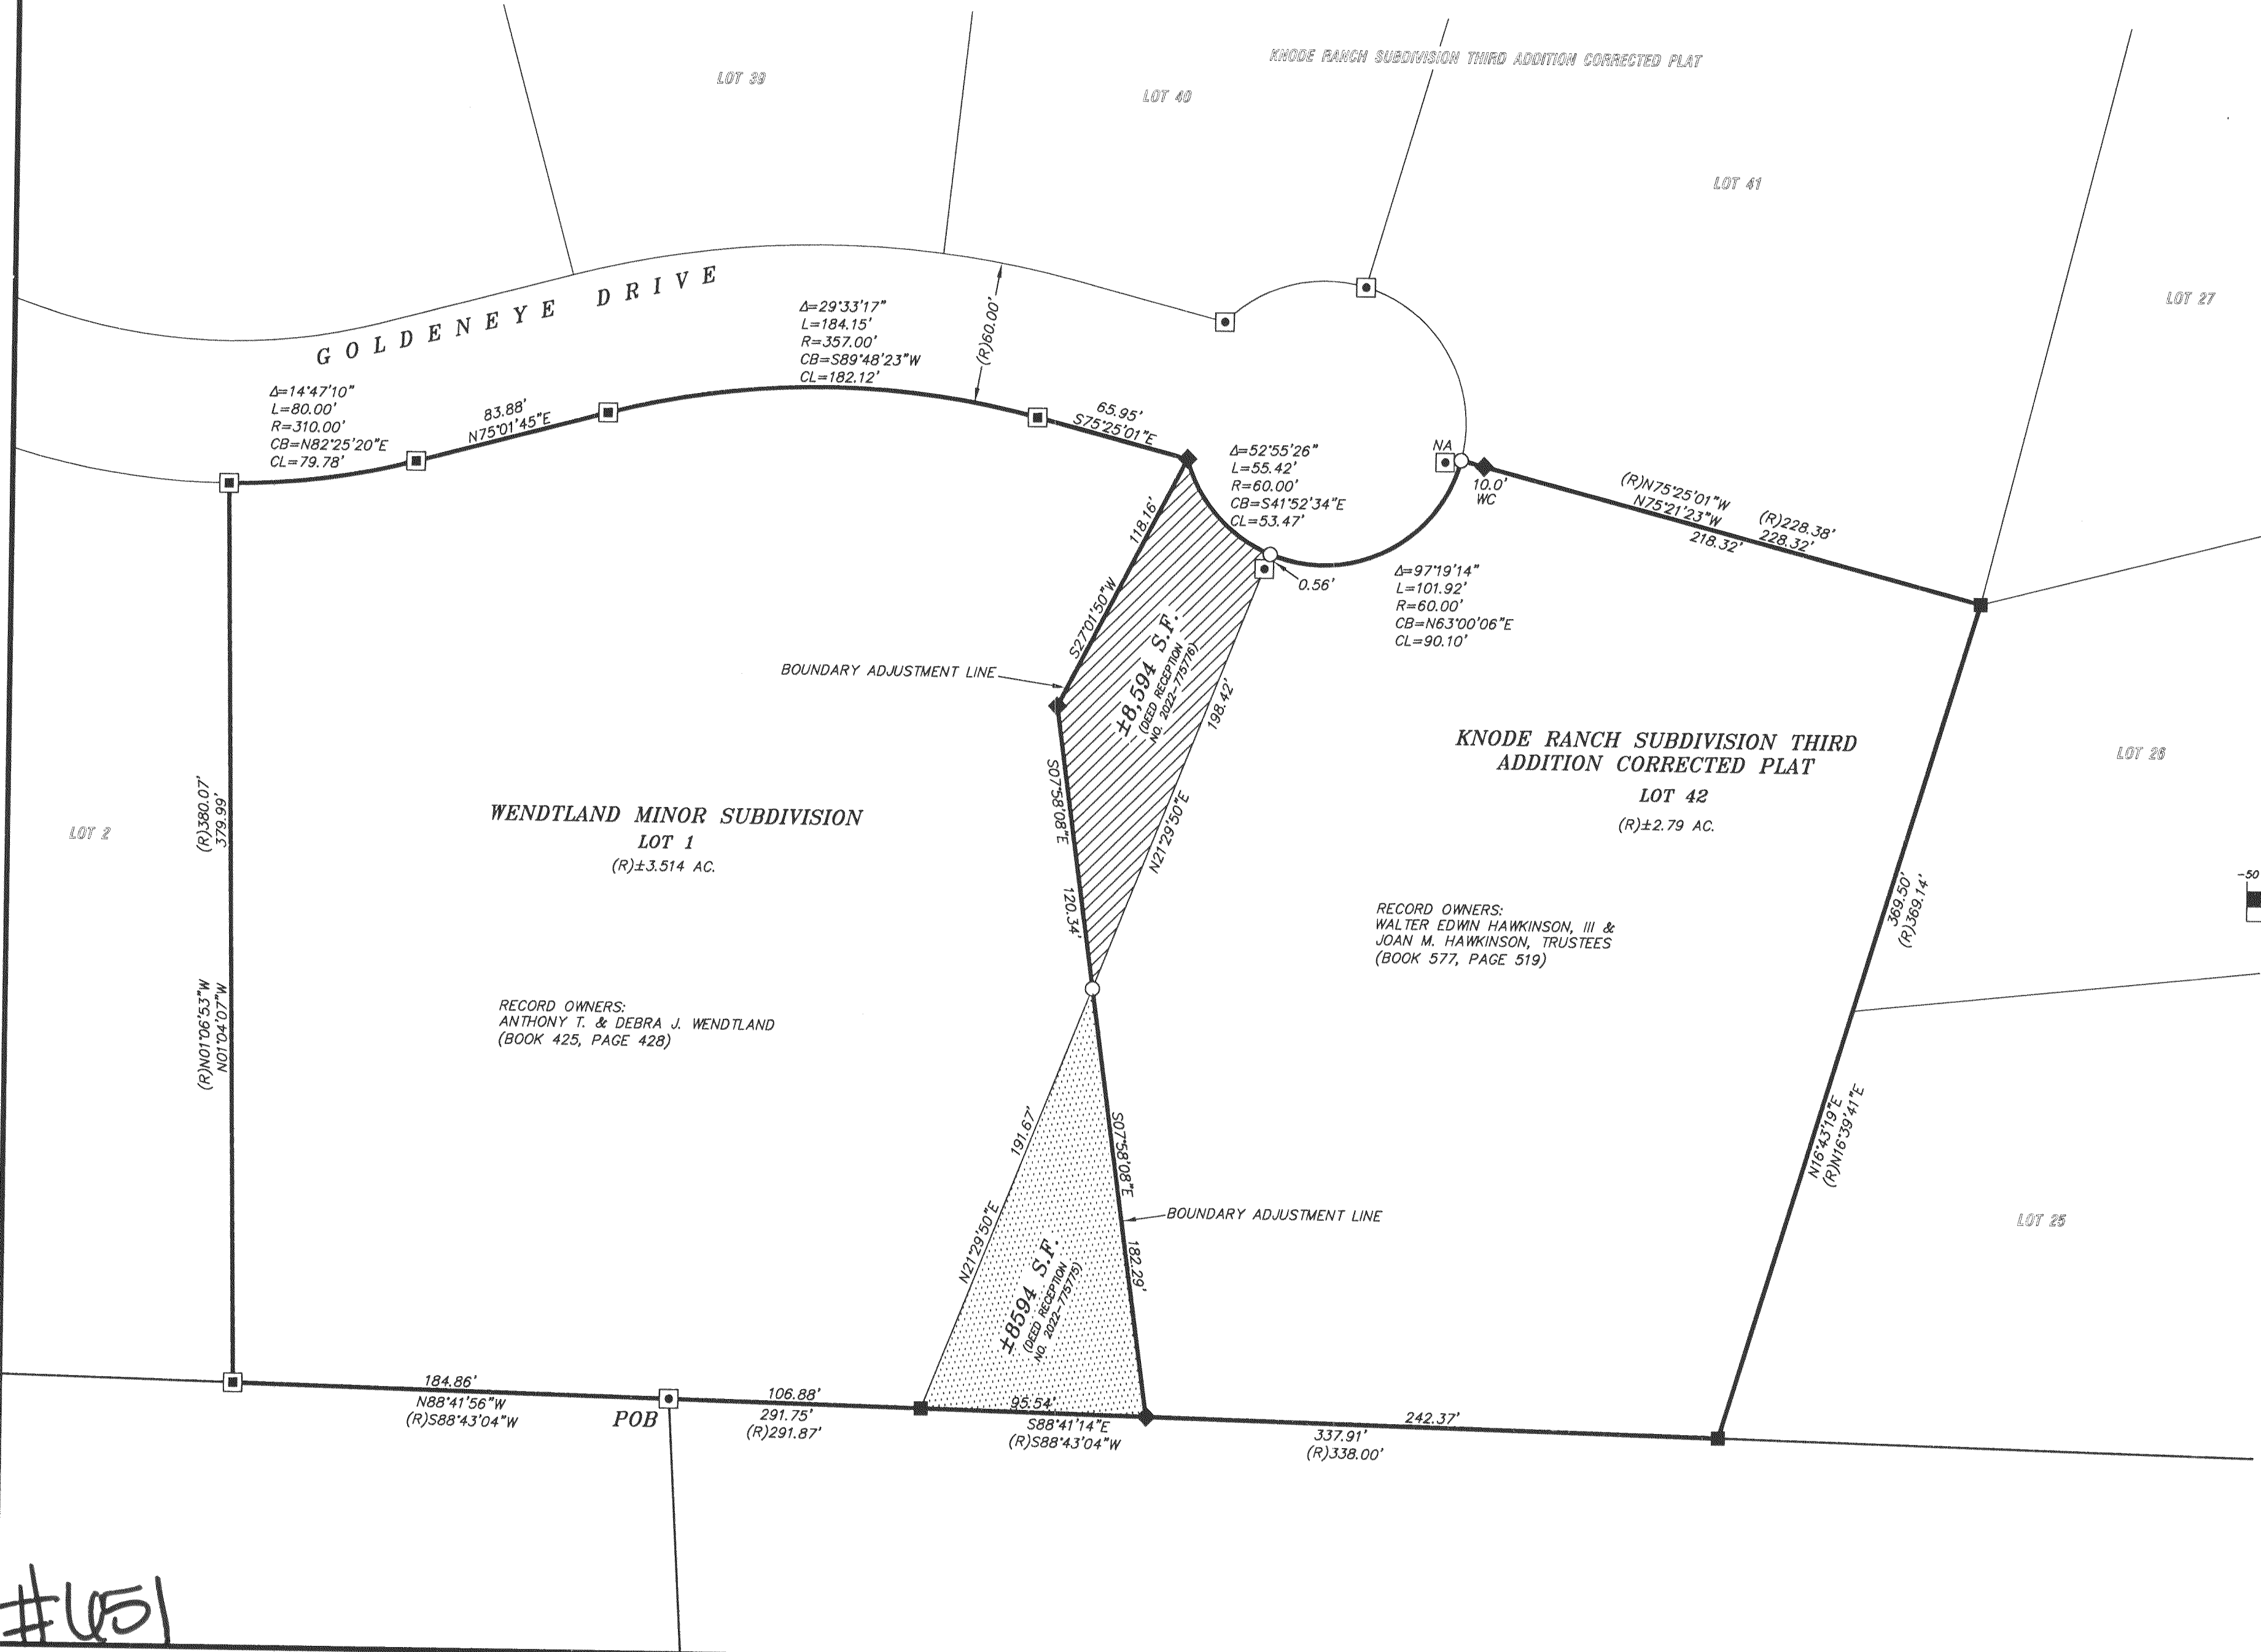 KNODE RANCH SUBDIVISION THIRD ADDITION CORRECTED PLAT
LOT 39
LOT 40
LOT 41
LOT 27
GOLDENEYE DRIVE
(R)60.00'
Δ=14°47'10"
L=80.00'
R=310.00'
CB=N82°25'20"E
CL=79.78'
83.88'
N75°01'45"E
Δ=29°33'17"
L=184.15'
R=357.00'
CB=S89°48'23"W
CL=182.12'
65.95'
S75°25'01"E
Δ=52°55'26"
L=55.42'
R=60.00'
CB=S41°52'34"E
CL=53.47'
NA
10.0'
WC
(R)N75°25'01"W
N75°21'23"W
(R)228.38'
228.32'
218.32'
0.56'
Δ=97°19'14"
L=101.92'
R=60.00'
CB=N63°00'06"E
CL=90.10'
118.16'
S27°01'50"W
BOUNDARY ADJUSTMENT LINE
±8,594 S.F.
(DEED RECEPTION
NO. 2022-775776)
198.42'
N21°29'50"E
S07°58'08"E
120.34'
KNODE RANCH SUBDIVISION THIRD
ADDITION CORRECTED PLAT
LOT 42
(R)±2.79 AC.
LOT 26
WENDTLAND MINOR SUBDIVISION
LOT 1
(R)±3.514 AC.
LOT 2
(R)380.07'
379.99'
(R)N01°06'53"W
N01°04'07"W
369.50'
(R)369.14'
-50
RECORD OWNERS:
WALTER EDWIN HAWKINSON, III &
JOAN M. HAWKINSON, TRUSTEES
(BOOK 577, PAGE 519)
RECORD OWNERS:
ANTHONY T. & DEBRA J. WENDTLAND
(BOOK 425, PAGE 428)
191.67'
N21°29'50"E
S07°58'08"E
182.29'
N16°43'19"E
(R)N16°39'41"E
BOUNDARY ADJUSTMENT LINE
LOT 25
±8594 S.F.
(DEED RECEPTION
NO. 2022-775775)
184.86'
N88°41'56"W
(R)S88°43'04"W
POB
106.88'
291.75'
(R)291.87'
95.54'
S88°41'14"E
(R)S88°43'04"W
242.37'
337.91'
(R)338.00'
#651